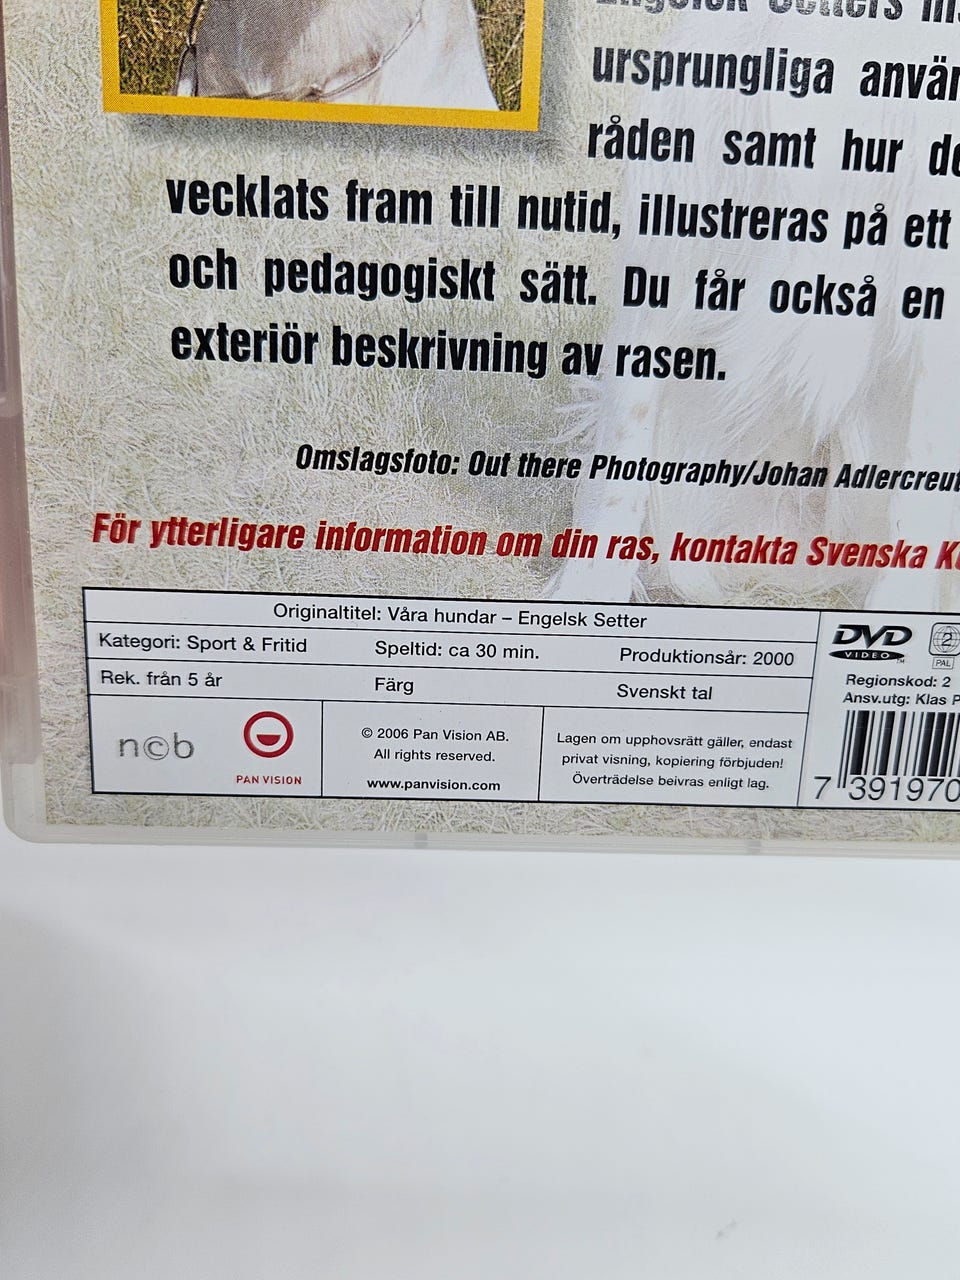 Engelsk Setters
ursprungliga
råden samt hur
vecklats fram till nutid, illustreras på ett
och pedagogiskt sätt. Du får också en
exteriör beskrivning av rasen.
Omslagsfoto: Out there Photography/Johan
För ytterligare information om din ras, kontakta Svenska
Originaltitel: Våra hundar – Engelsk Setter
Kategori: Sport & Fritid Speltid: ca 30 min. Produktionsår: 2000
Rek. från 5 år Färg Svenskt tal
ncb
PAN VISION
© 2006 Pan Vision AB.
All rights reserved.
www.panvision.com
Lagen om upphovsrätt gäller, endast
privat visning, kopiering förbjuden!
Överträdelse beivras enligt lag.
DVD
VIDEO TM
2
PAL
Regionskod: 2
Ansv.utg: Klas
7 391970